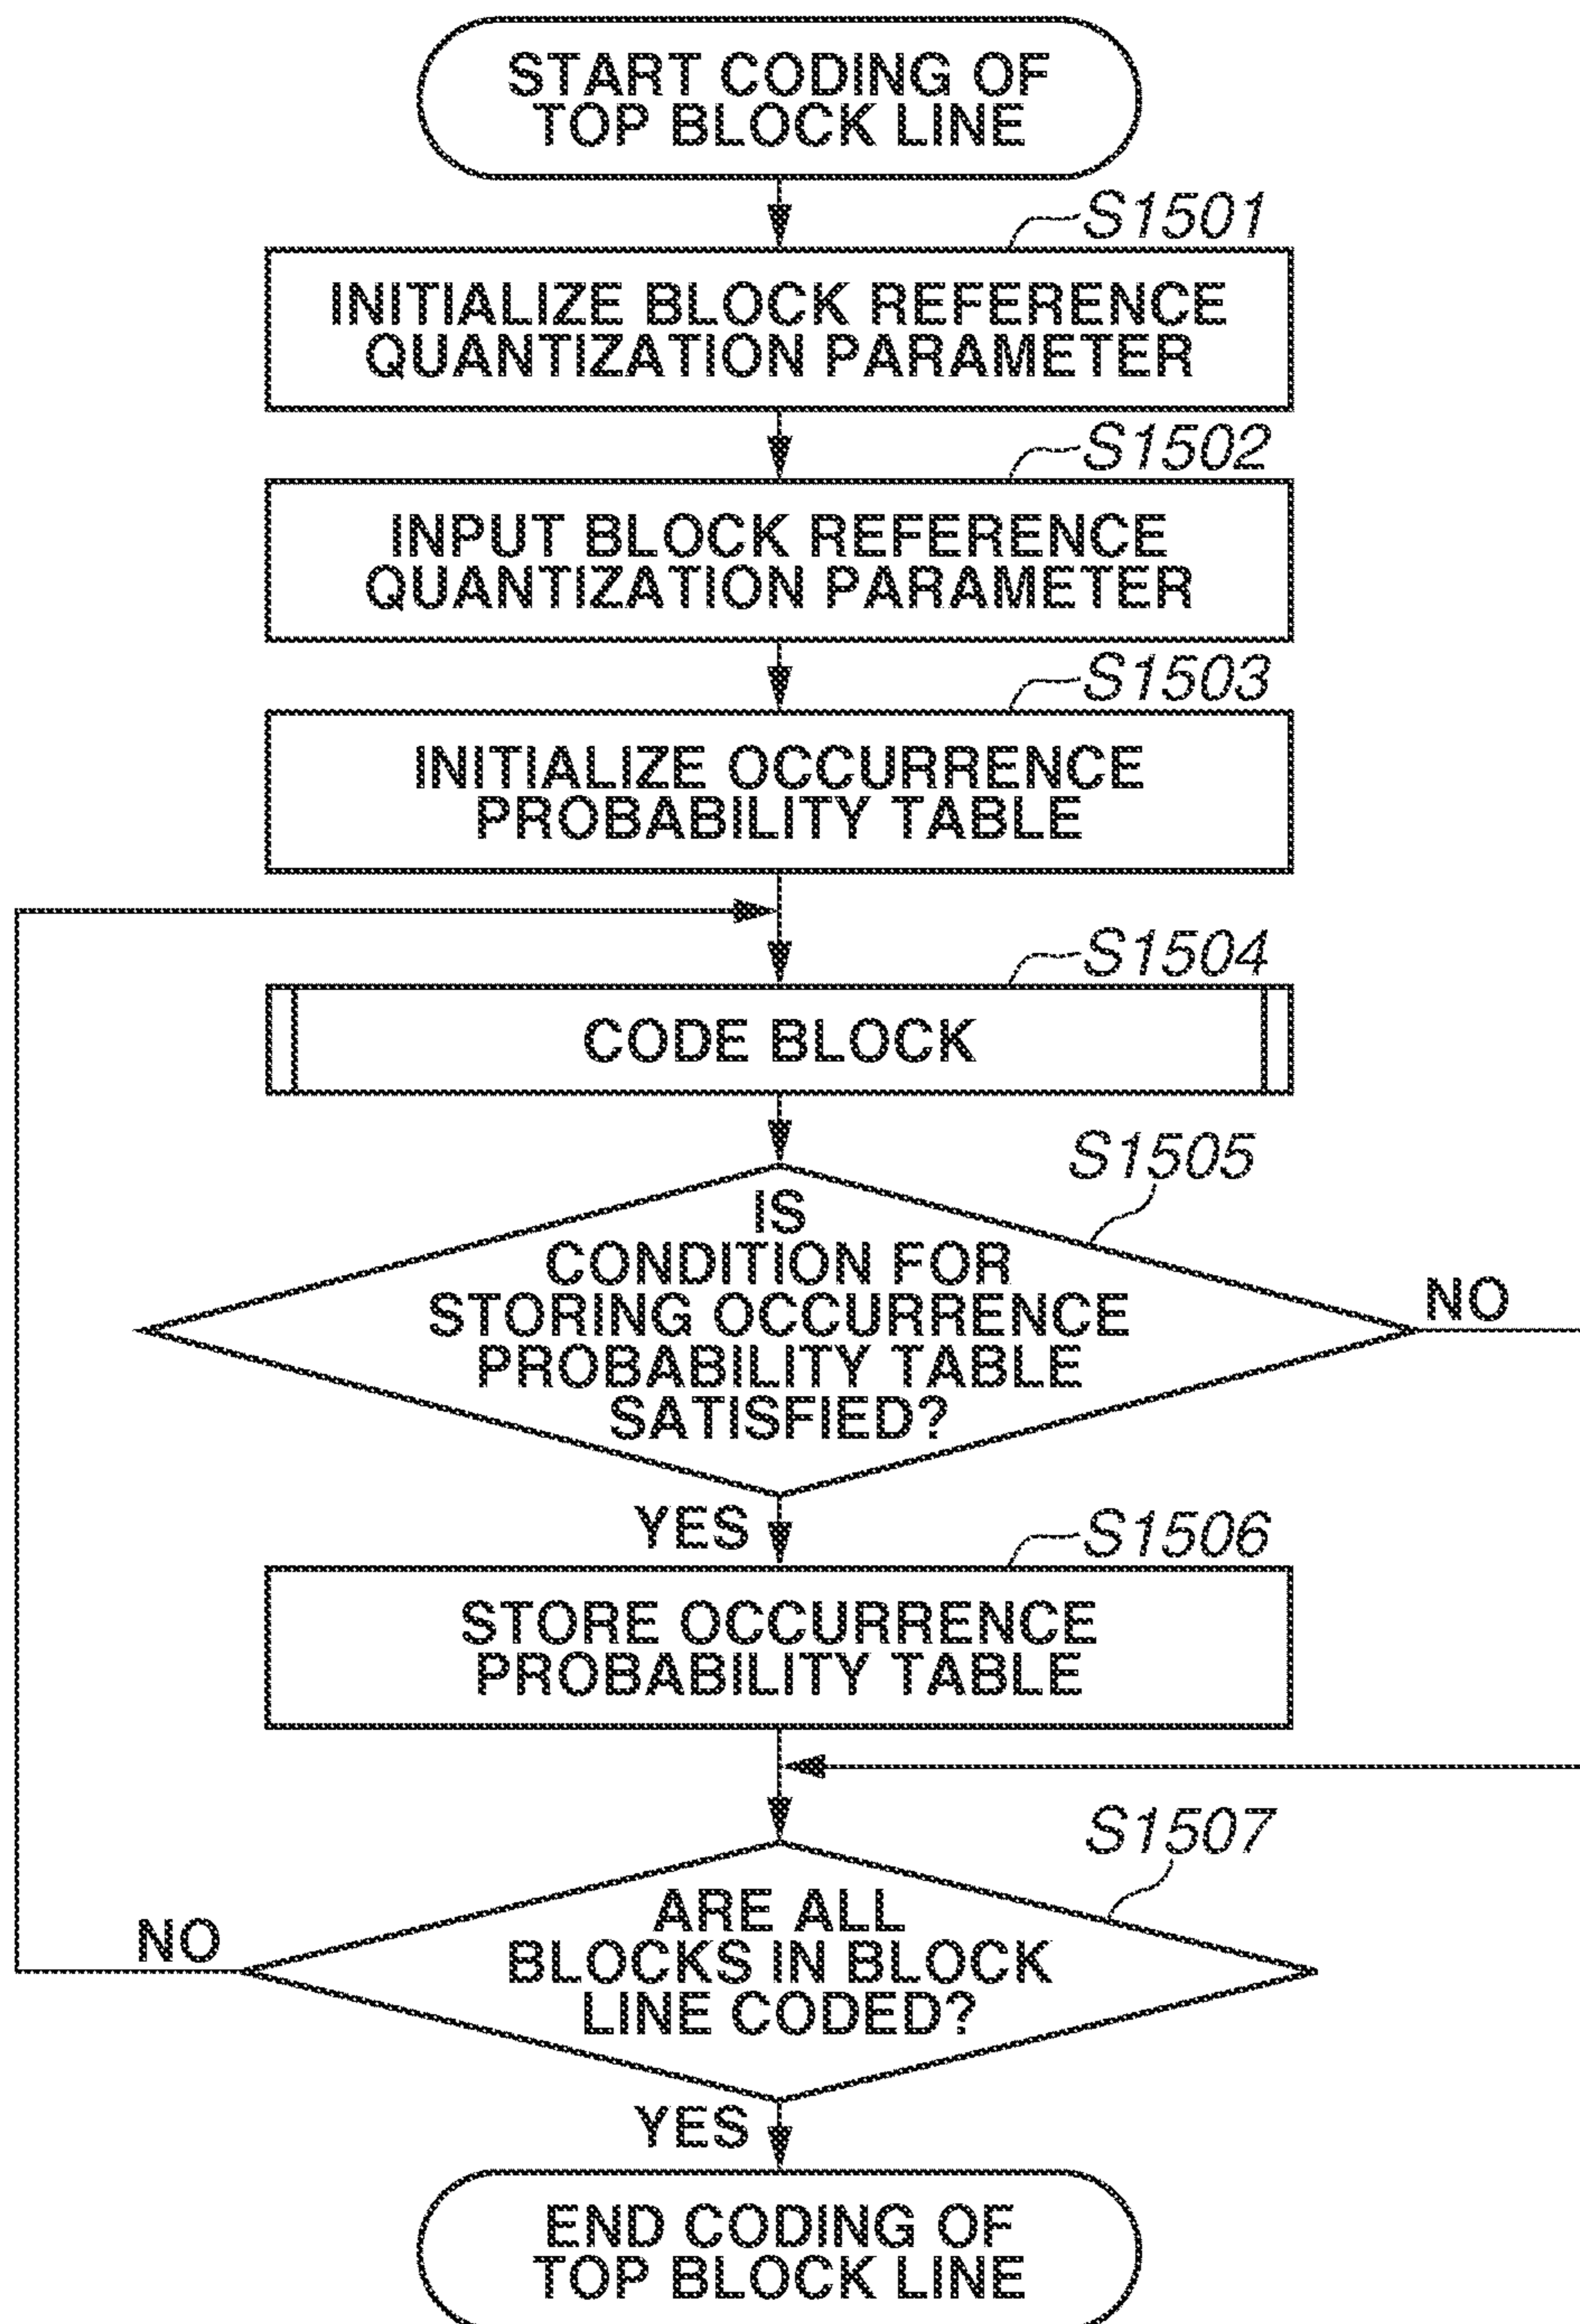 START CODING OF
TOP BLOCK LINE
S1501
INITIALIZE BLOCK REFERENCE
QUANTIZATION PARAMETER
S1502
INPUT BLOCK REFERENCE
QUANTIZATION PARAMETER
S1503
INITIALIZE OCCURRENCE
PROBABILITY TABLE
S1504
CODE BLOCK
S1505
IS
CONDITION FOR
STORING OCCURRENCE
PROBABILITY TABLE
SATISFIED?
NO
YES
S1506
STORE OCCURRENCE
PROBABILITY TABLE
S1507
ARE ALL
BLOCKS IN BLOCK
LINE CODED?
NO
YES
END CODING OF
TOP BLOCK LINE